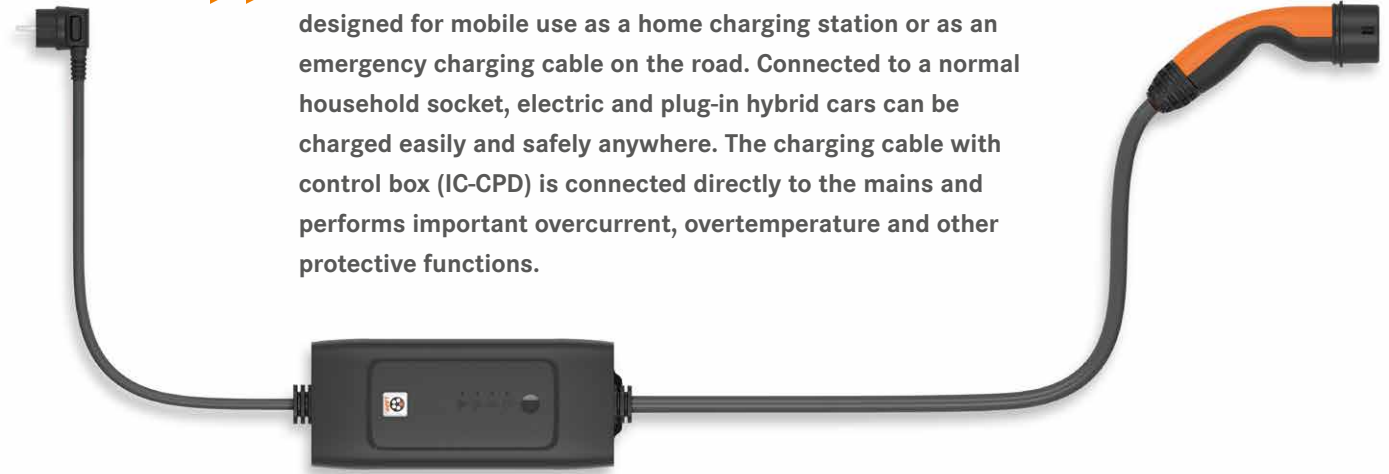 designed for mobile use as a home charging station or as an
emergency charging cable on the road. Connected to a normal
household socket, electric and plug-in hybrid cars can be
charged easily and safely anywhere. The charging cable with
control box (IC-CPD) is connected directly to the mains and
performs important overcurrent, overtemperature and other
protective functions.